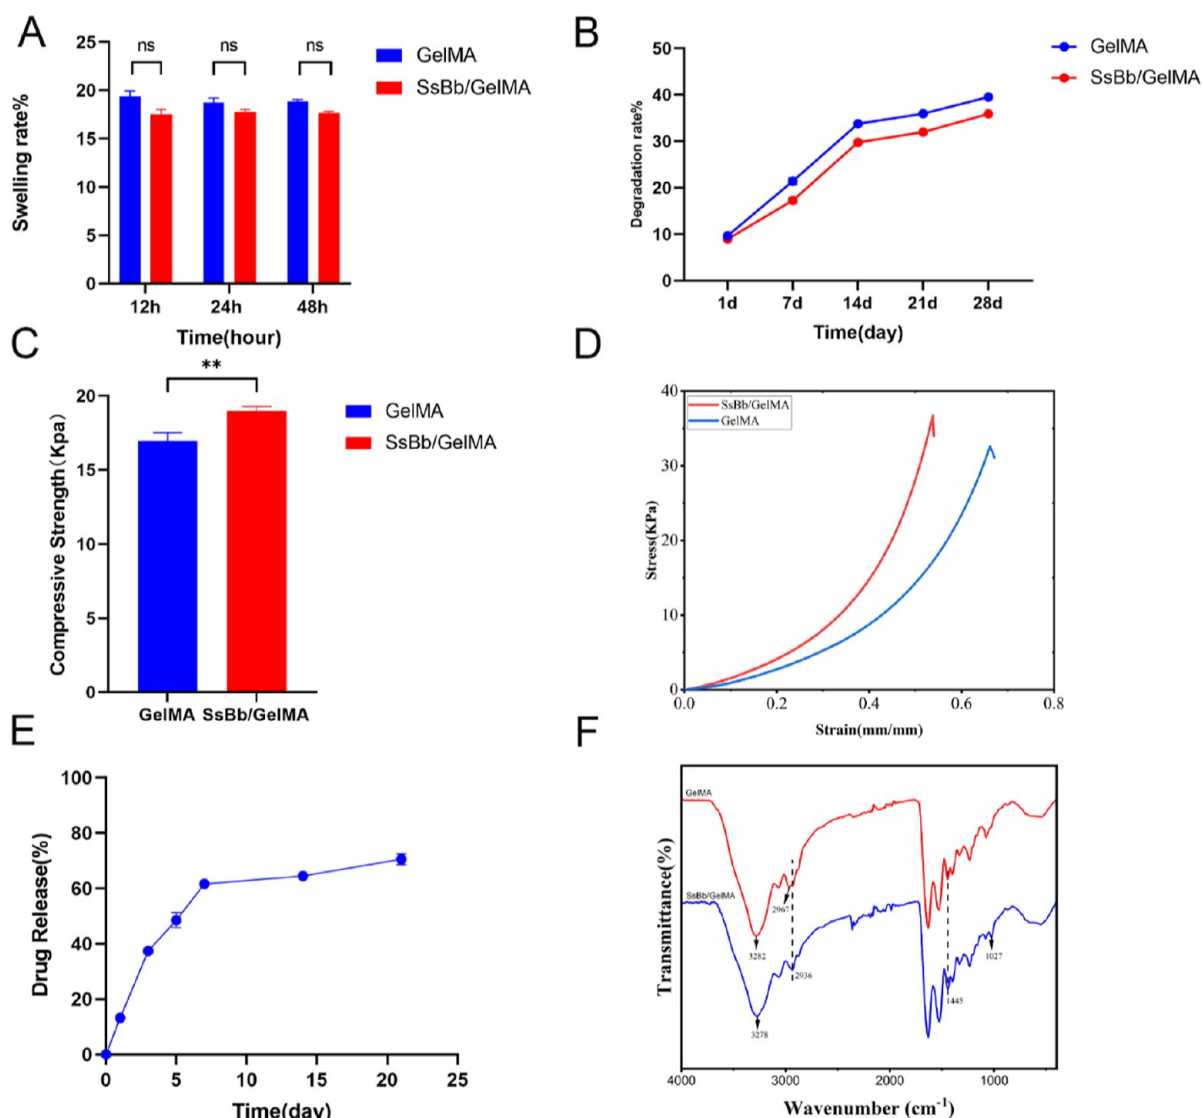 A
25
20
15
10
5
0
Swelling rate%
ns
ns
ns
12h
24h
48h
Time(hour)
GelMA
SsBb/GelMA
B
50
40
30
20
10
0
Degradation rate%
1d
7d
14d
21d
28d
Time(day)
GelMA
SsBb/GelMA
C
20
15
10
5
0
Compressive Strength(Kpa)
**
GelMA
SsBb/GelMA
GelMA
SsBb/GelMA
D
40
30
20
10
0
Stress(KPa)
SsBb/GelMA
GelMA
0.0
0.2
0.4
0.6
0.8
Strain(mm/mm)
E
100
80
60
40
20
0
Drug Release(%)
0
5
10
15
20
25
Time(day)
F
Transmittance(%)
GelMA
SsBb/GelMA
2967
3282
2936
3278
1445
1027
4000
3000
2000
1000
Wavenumber (cm⁻¹)